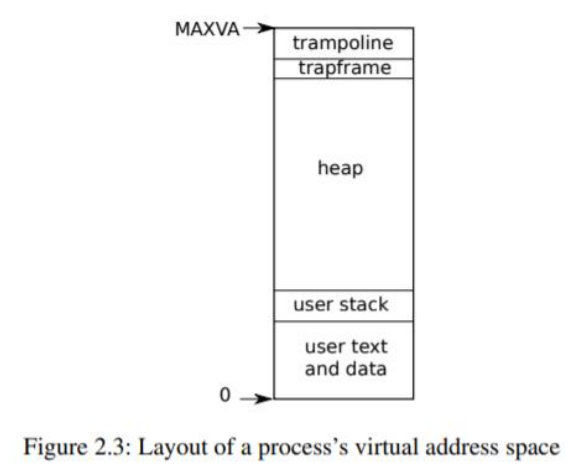 MAXVA
trampoline
trapframe
heap
user stack
user text
and data
0
Figure 2.3: Layout of a process's virtual address space